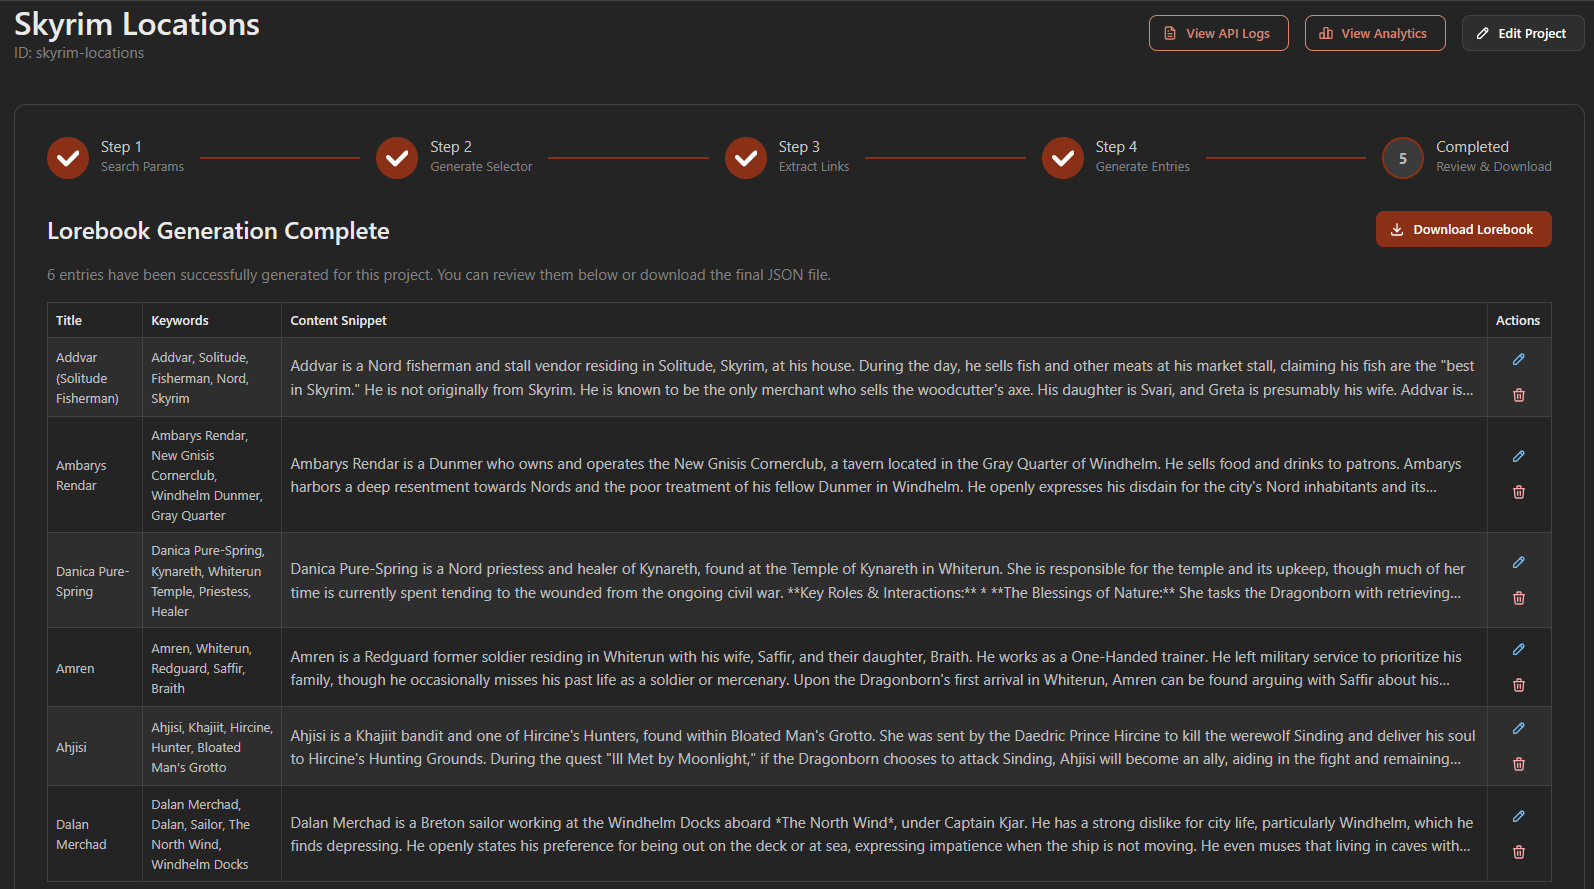 Skyrim Locations
ID: skyrim-locations
View API Logs
View Analytics
Edit Project
Step 1
Search Params
Step 2
Generate Selector
Step 3
Extract Links
Step 4
Generate Entries
5
Completed
Review & Download
Lorebook Generation Complete
Download Lorebook
6 entries have been successfully generated for this project. You can review them below or download the final JSON file.
Title
Keywords
Content Snippet
Actions
Addvar
(Solitude
Fisherman)
Addvar, Solitude,
Fisherman, Nord,
Skyrim
Addvar is a Nord fisherman and stall vendor residing in Solitude, Skyrim, at his house. During the day, he sells fish and other meats at his market stall, claiming his fish are the "best
in Skyrim." He is not originally from Skyrim. He is known to be the only merchant who sells the woodcutter's axe. His daughter is Svari, and Greta is presumably his wife. Addvar is...
Ambarys
Rendar
Ambarys Rendar,
New Gnisis
Cornerclub,
Windhelm Dunmer,
Gray Quarter
Ambarys Rendar is a Dunmer who owns and operates the New Gnisis Cornerclub, a tavern located in the Gray Quarter of Windhelm. He sells food and drinks to patrons. Ambarys
harbors a deep resentment towards Nords and the poor treatment of his fellow Dunmer in Windhelm. He openly expresses his disdain for the city's Nord inhabitants and its...
Danica Pure-
Spring
Danica Pure-Spring,
Kynareth, Whiterun
Temple, Priestess,
Healer
Danica Pure-Spring is a Nord priestess and healer of Kynareth, found at the Temple of Kynareth in Whiterun. She is responsible for the temple and its upkeep, though much of her
time is currently spent tending to the wounded from the ongoing civil war. **Key Roles & Interactions:** * **The Blessings of Nature:** She tasks the Dragonborn with retrieving...
Amren
Amren, Whiterun,
Redguard, Saffir,
Braith
Amren is a Redguard former soldier residing in Whiterun with his wife, Saffir, and their daughter, Braith. He works as a One-Handed trainer. He left military service to prioritize his
family, though he occasionally misses his past life as a soldier or mercenary. Upon the Dragonborn's first arrival in Whiterun, Amren can be found arguing with Saffir about his...
Ahjisi
Ahjisi, Khajiit, Hircine,
Hunter, Bloated
Man's Grotto
Ahjisi is a Khajiit bandit and one of Hircine's Hunters, found within Bloated Man's Grotto. She was sent by the Daedric Prince Hircine to kill the werewolf Sinding and deliver his soul
to Hircine's Hunting Grounds. During the quest "Ill Met by Moonlight," if the Dragonborn chooses to attack Sinding, Ahjisi will become an ally, aiding in the fight and remaining...
Dalan
Merchad
Dalan Merchad,
Dalan, Sailor, The
North Wind,
Windhelm Docks
Dalan Merchad is a Breton sailor working at the Windhelm Docks aboard *The North Wind*, under Captain Kjar. He has a strong dislike for city life, particularly Windhelm, which he
finds depressing. He openly states his preference for being out on the deck or at sea, expressing impatience when the ship is not moving. He even muses that living in caves with...